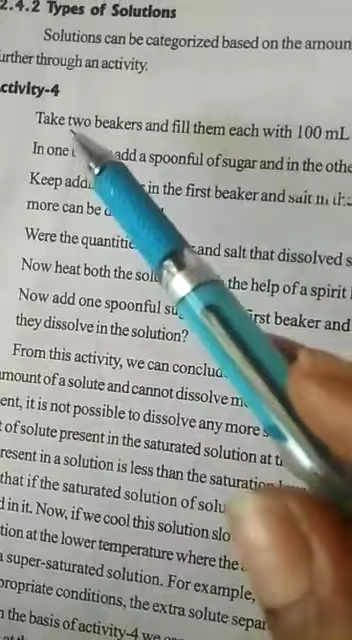 2.4.2 Types of Solutions
Solutions can be categorized based on the amoun
urther through an activity.
ctivity-4
Take two beakers and fill them each with 100 mL
In one add a spoonful of sugar and in the othe
Keep add in the first beaker and salt in
more can be
Were the quantitie and salt that dissolved s
Now heat both the sol the help of a spirit
Now add one spoonful su irst beaker and
they dissolve in the solution?
From this activity, we can conclud
mount of a solute and cannot dissolve m
ent, it is not possible to dissolve any more s
t of solute present in the saturated solution at t
resent in a solution is less than the saturation
that if the saturated solution of solu
d in it. Now, if we cool this solution slo
tion at the lower temperature where the
a super-saturated solution. For example,
propriate conditions, the extra solute separ
n the basis of activity-4 we